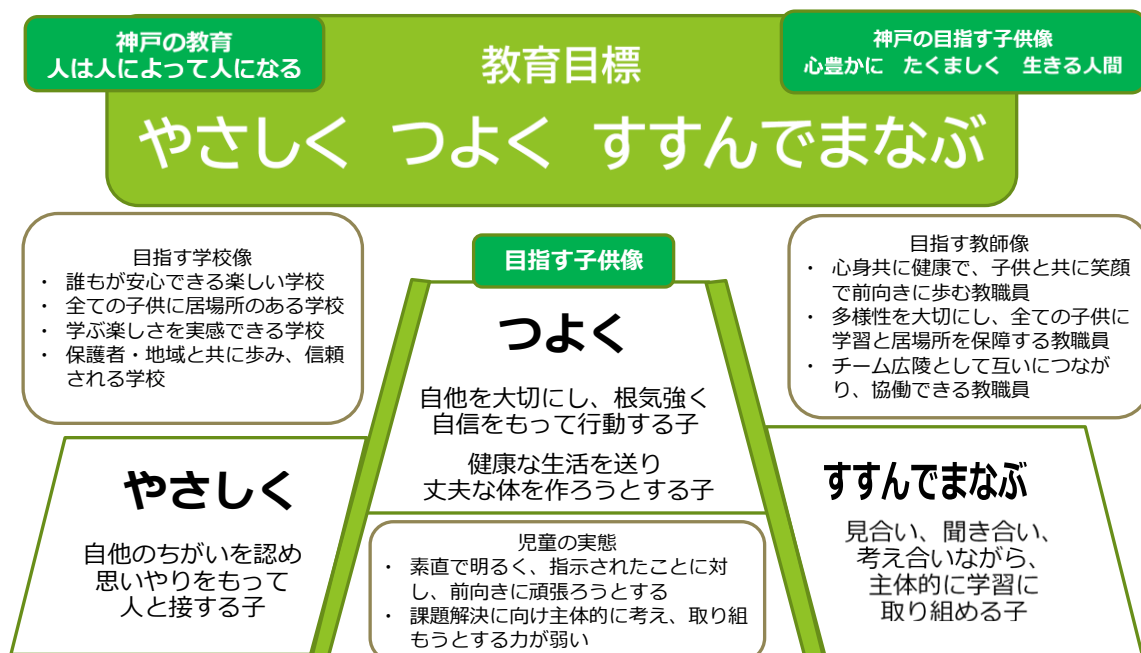 神戸の教育
人は人によって人になる
教育目標
神戸の目指す子供像
心豊かに　たくましく　生きる人間
やさしく　つよく　すすんでまなぶ
目指す学校像
・ 誰もが安心できる楽しい学校
・ 全ての子供に居場所のある学校
・ 学ぶ楽しさを実感できる学校
・ 保護者・地域と共に歩み、信頼
される学校
目指す子供像
目指す教師像
・ 心身共に健康で、子供と共に笑顔
で前向きに歩む教職員
・ 多様性を大切にし、全ての子供に
学習と居場所を保障する教職員
・ チーム広陵として互いにつながり
、協働できる教職員
つよく
自他を大切にし、根気強く
自信をもって行動する子
健康な生活を送り
丈夫な体を作ろうとする子
やさしく
自他のちがいを認め
思いやりをもって
人と接する子
児童の実態
・ 素直で明るく、指示されたことに対
し、前向きに頑張ろうとする
・ 課題解決に向け主体的に考え、取り組
もうとする力が弱い
すすんでまなぶ
見合い、聞き合い、
考え合いながら、
主体的に学習に
取り組める子